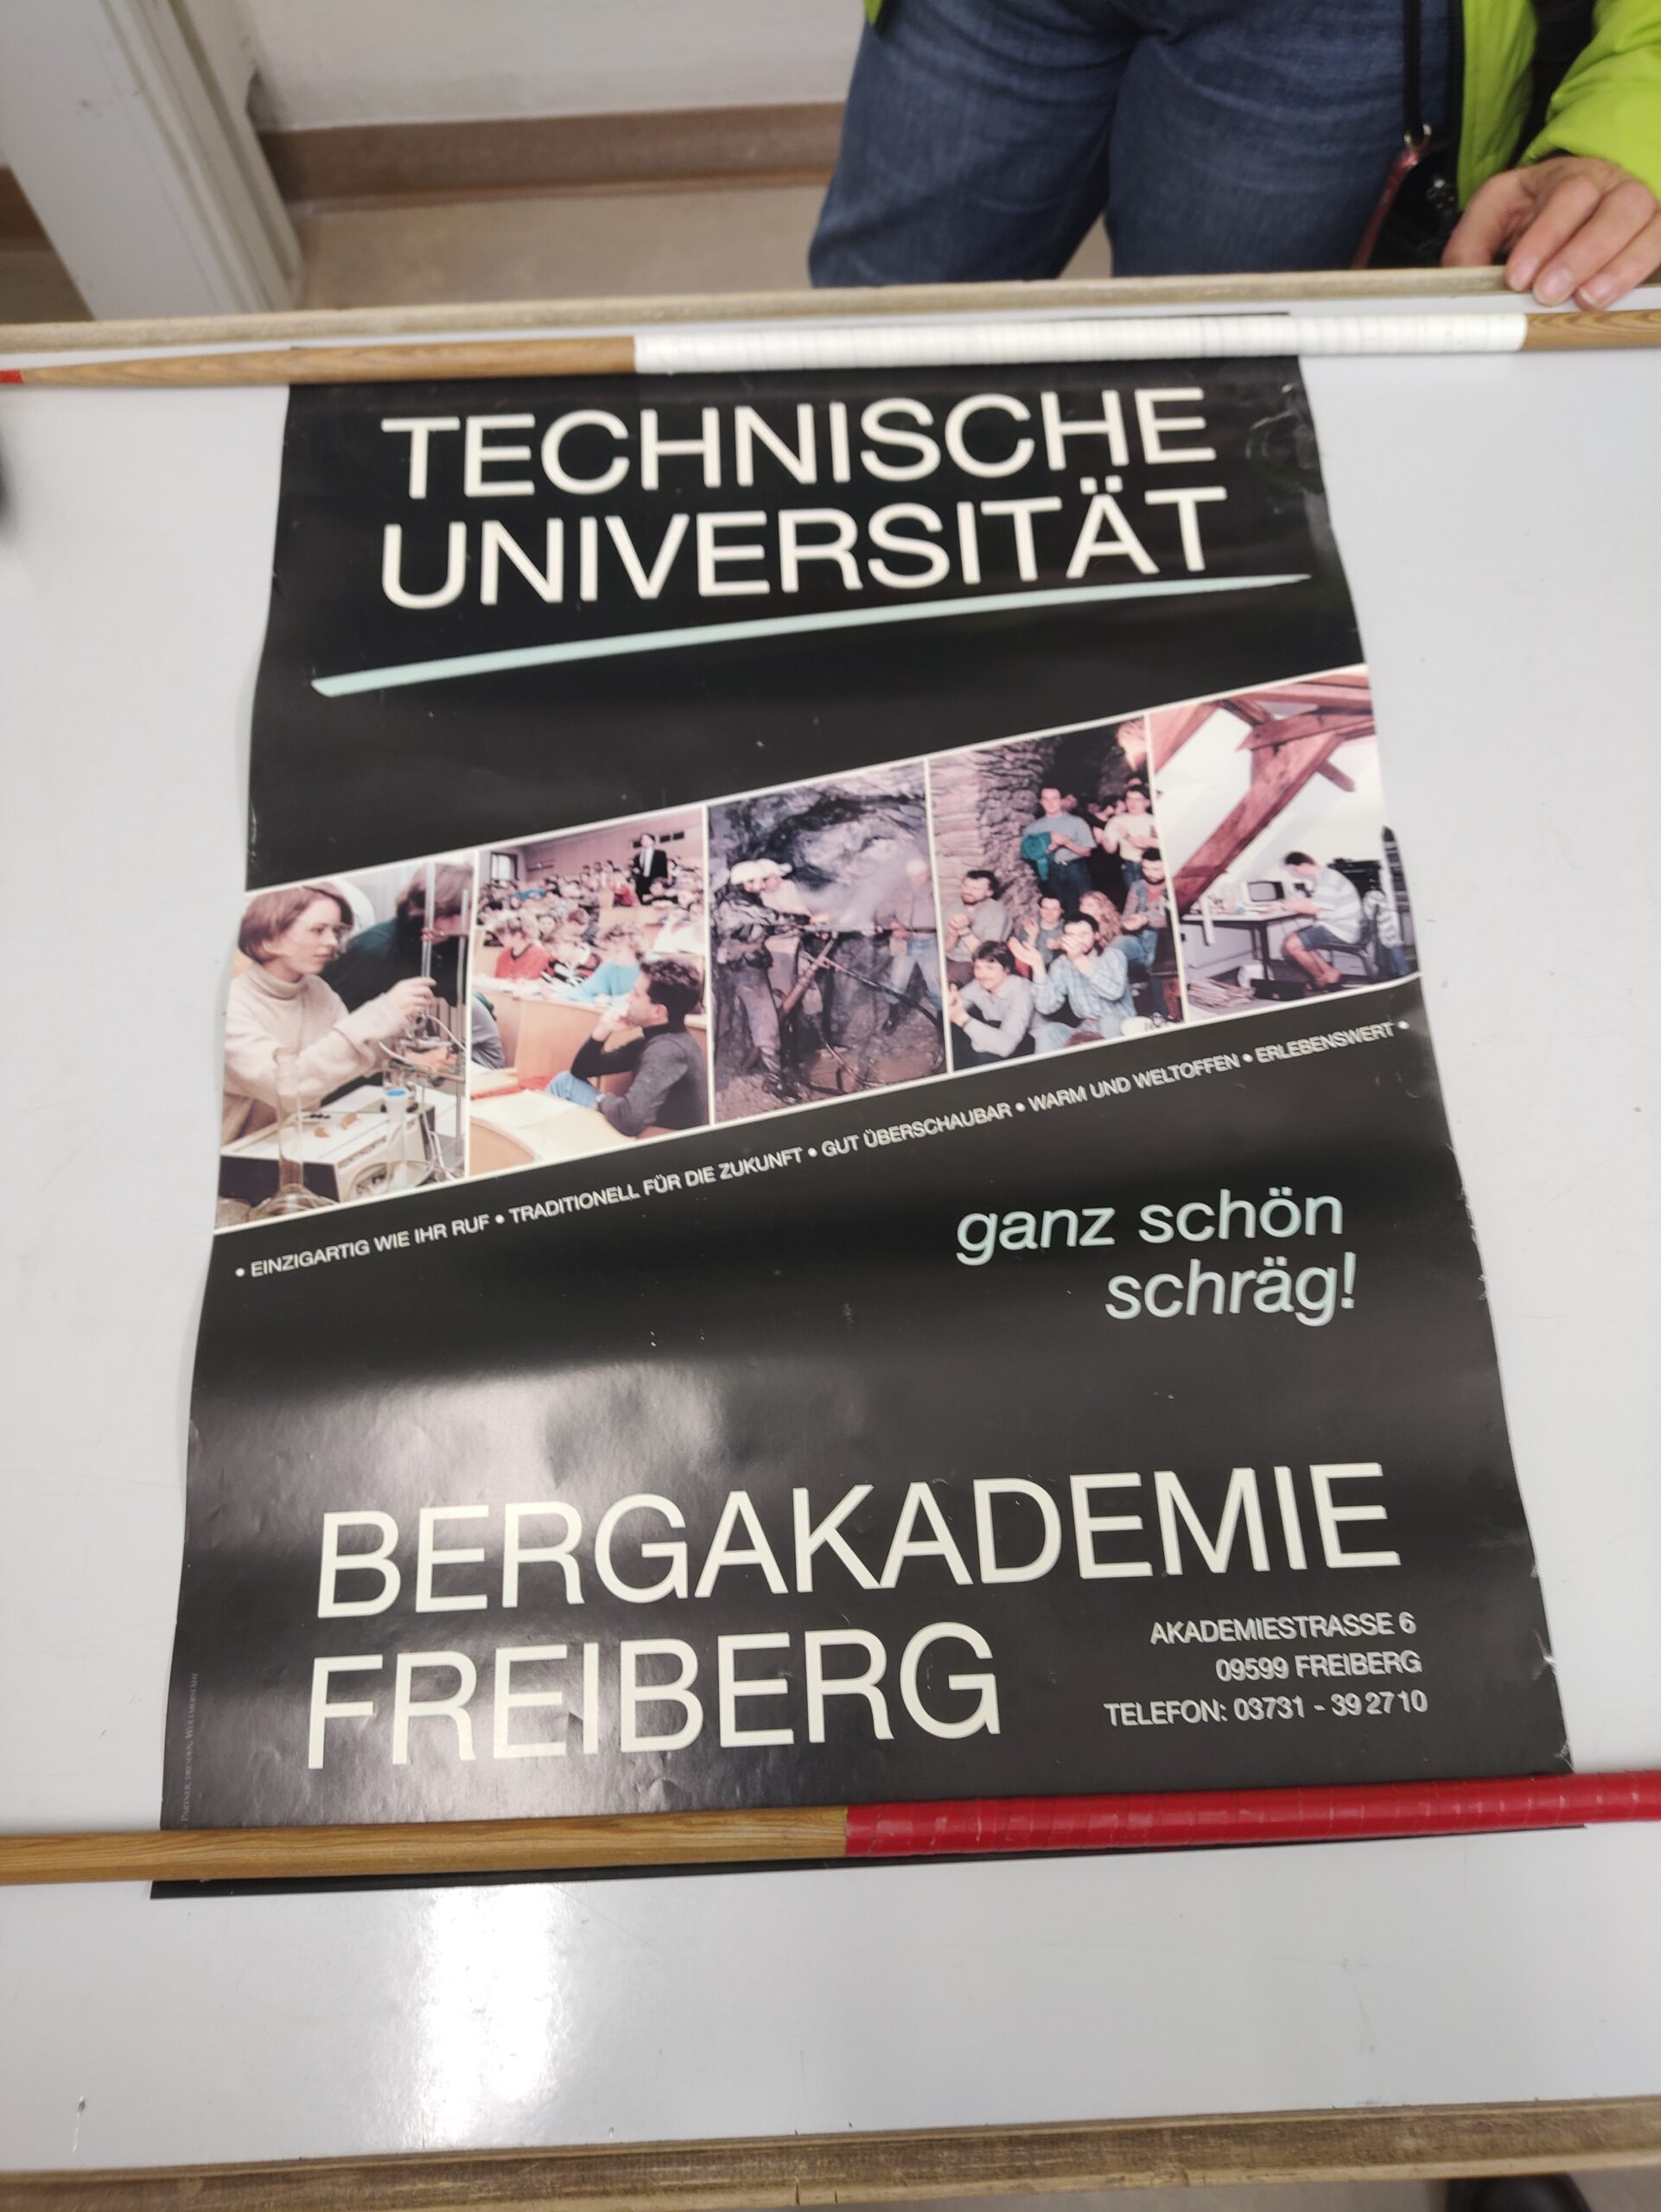 TECHNISCHE
UNIVERSITÄT
• EINZIGARTIG WIE IHR RUF • TRADITIONELL FÜR DIE ZUKUNFT • GUT ÜBERSCHAUBAR • WARM UND WELTOFFEN • ERLEBENSWERT •
ganz schön
schräg!
BERGAKADEMIE
FREIBERG
AKADEMIESTRASSE 6
09599 FREIBERG
TELEFON: 03731 - 39 27 10